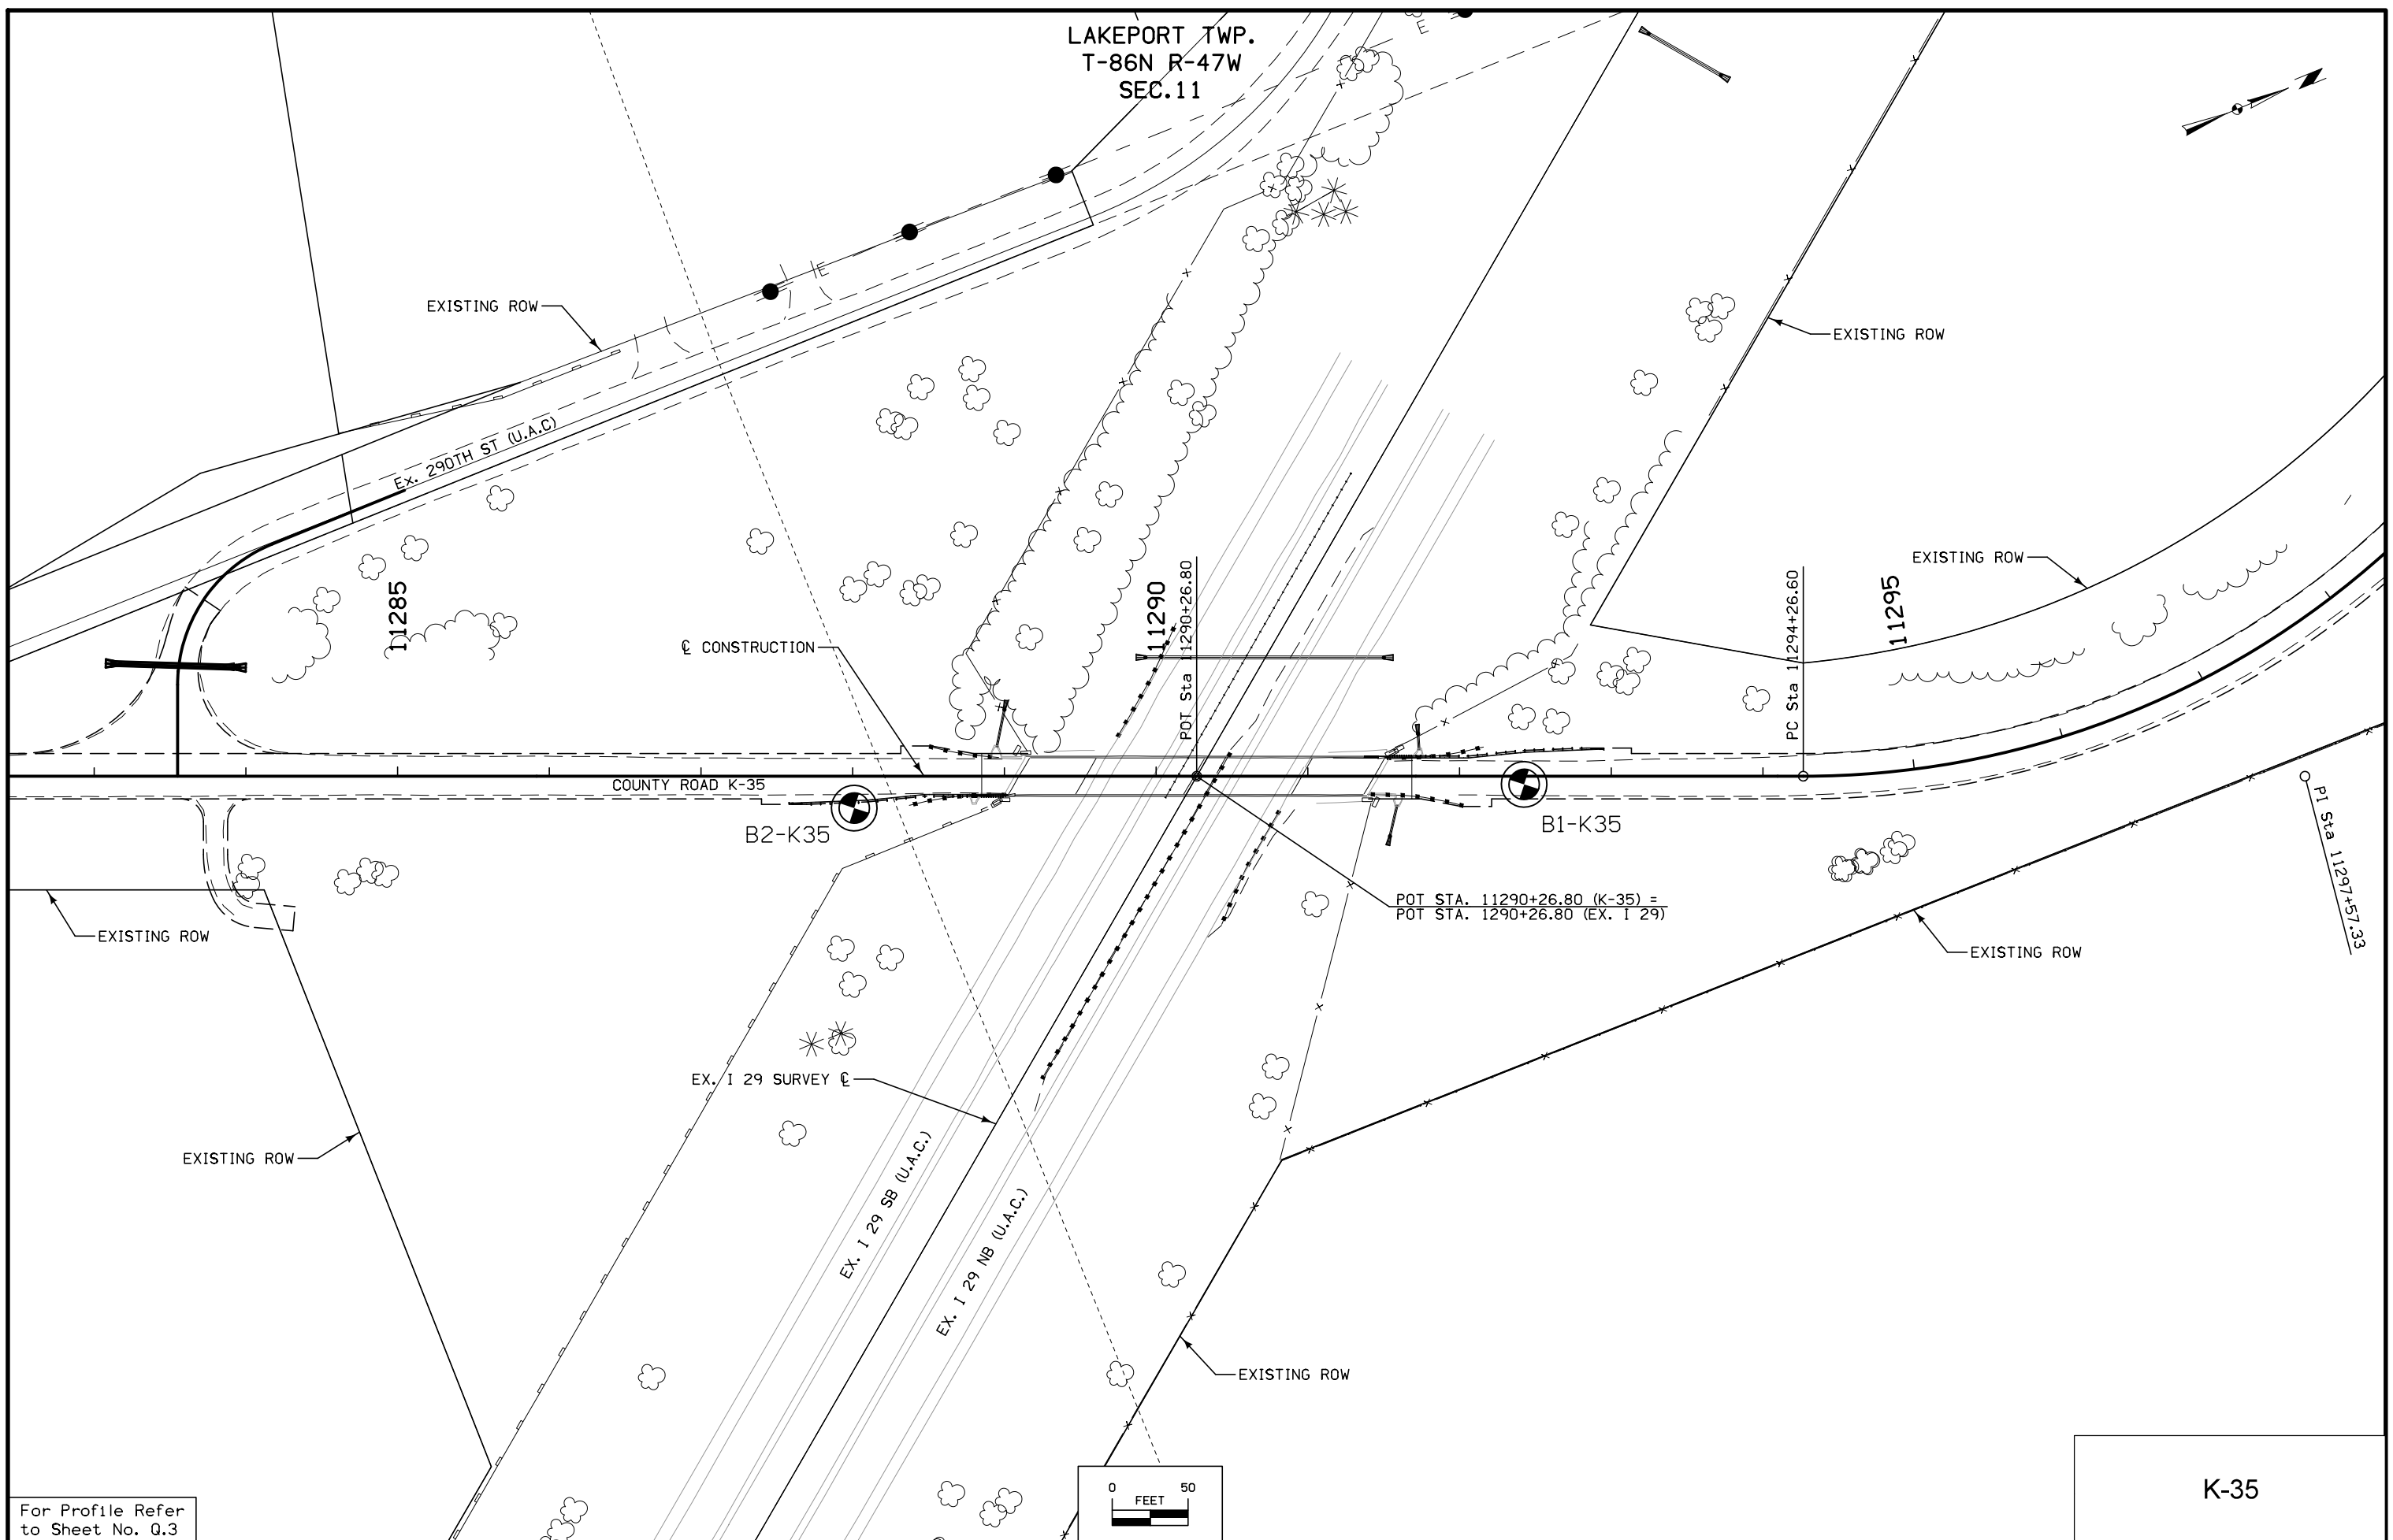 LAKEPORT TWP.
T-86N R-47W
SEC.11
E
E
EXISTING ROW
EXISTING ROW
Ex. 290TH ST (U.A.C)
11285
11290
POT Sta 11290+26.80
PC Sta 11294+26.60
11295
EXISTING ROW
℄ CONSTRUCTION
COUNTY ROAD K-35
B2-K35
B1-K35
PI Sta 11297+57.33
POT STA. 11290+26.80 (K-35) =
POT STA. 1290+26.80 (EX. I 29)
EXISTING ROW
EXISTING ROW
EX. I 29 SURVEY ℄
EXISTING ROW
EX. I 29 SB (U.A.C.)
EX. I 29 NB (U.A.C.)
EXISTING ROW
0 50
FEET
K-35
For Profile Refer
to Sheet No. Q.3